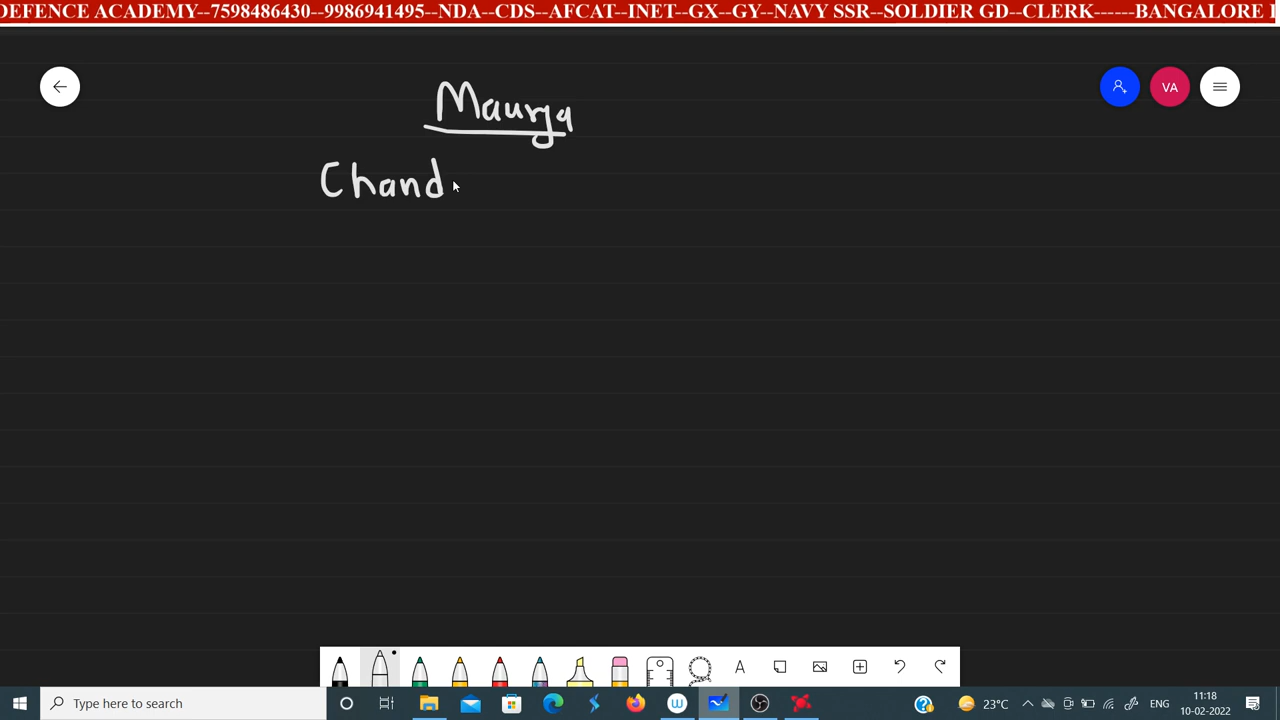 DEFENCE ACADEMY--7598486430--9986941495--NDA--CDS--AFCAT--INET--GX--GY--NAVY SSR--SOLDIER GD--CLERK------BANGALORE
VA
Maurya
Chand
A
Type here to search
23°C
ENG
11:18
10-02-2022